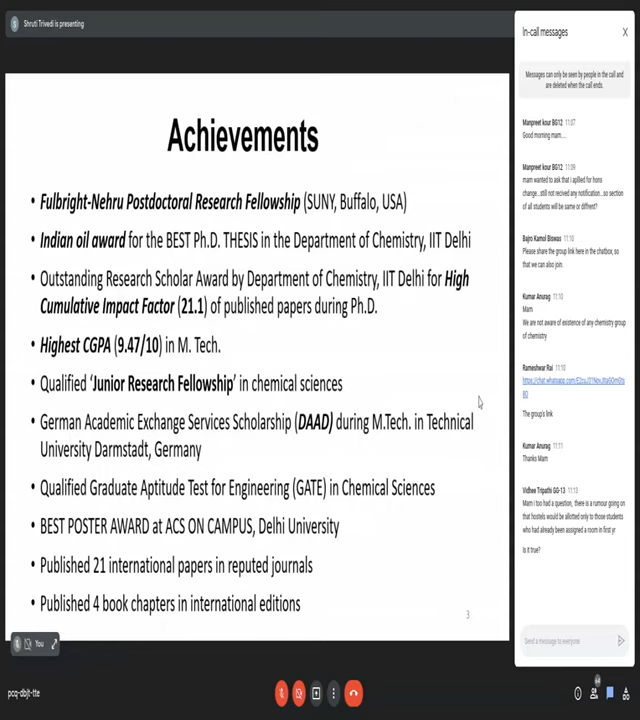 Shruti Trivedi is presenting
Achievements
• Fulbright-Nehru Postdoctoral Research Fellowship (SUNY, Buffalo, USA)
• Indian oil award for the BEST Ph.D. THESIS in the Department of Chemistry, IIT Delhi
• Outstanding Research Scholar Award by Department of Chemistry, IIT Delhi for High
Cumulative Impact Factor (21.1) of published papers during Ph.D.
• Highest CGPA (9.47/10) in M. Tech.
• Qualified 'Junior Research Fellowship' in chemical sciences
• German Academic Exchange Services Scholarship (DAAD) during M.Tech. in Technical
University Darmstadt, Germany
• Qualified Graduate Aptitude Test for Engineering (GATE) in Chemical Sciences
• BEST POSTER AWARD at ACS ON CAMPUS, Delhi University
• Published 21 international papers in reputed journals
• Published 4 book chapters in international editions
3
You
pcq-dbjt-tte
In-call messages
Messages can only be seen by people in the call and
are deleted when the call ends.
Manpreet kour BG12 11:07
Good morning mam....
Manpreet kour BG12 11:09
mam wanted to ask that i apllied for hons
change...still not recived any notification...so section
of all students will be same or diffrent?
Bajro Kamol Biswas 11:10
Please share the group link here in the chatbox, so
that we can also join.
Kumar Anurag 11:10
Mam
We are not aware of existence of any chemistry group
of chemistry
Rameshwar Rai 11:10
The group's link
Kumar Anurag 11:11
Thanks Mam
Vidhee Tripathi GG-13 11:13
Mam i too had a question, there is a rumour going on
that hostels would be allotted only to those students
who had already been assigned a room in first yr
Is it true?
Send a message to everyone